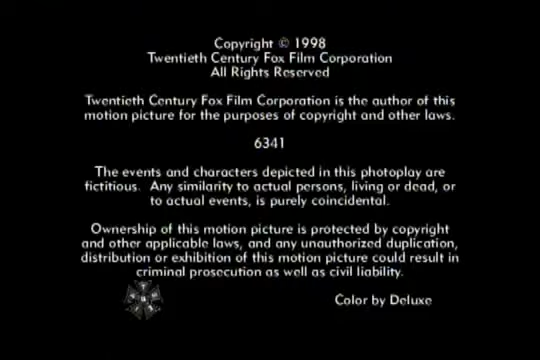 Copyright © 1998
Twentieth Century Fox Film Corporation
All Rights Reserved
Twentieth Century Fox Film Corporation is the author of this
motion picture for the purposes of copyright and other laws.
6341
The events and characters depicted in this photoplay are
fictitious. Any similarity to actual persons, living or dead, or
to actual events, is purely coincidental.
Ownership of this motion picture is protected by copyright
and other applicable laws, and any unauthorized duplication,
distribution or exhibition of this motion picture could result in
criminal prosecution as well as civil liability.
Color by Deluxe